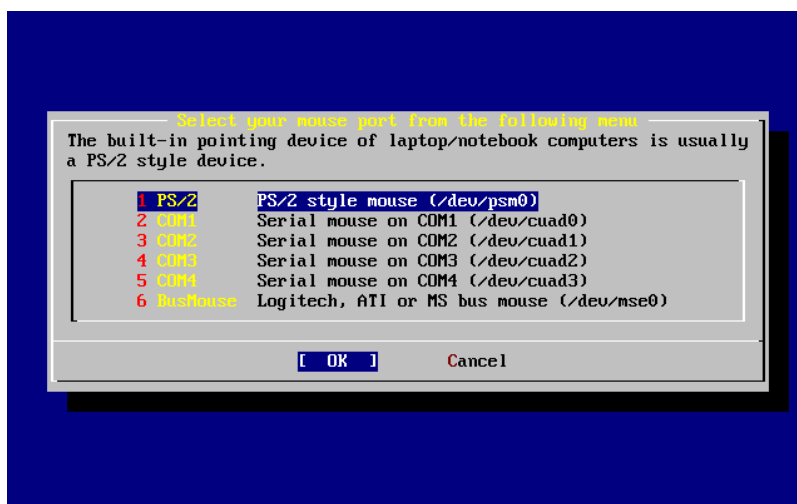 Select your mouse port from the following menu
The built-in pointing device of laptop/notebook computers is usually
a PS/2 style device.
1 PS/2 PS/2 style mouse (/dev/psm0)
2 COM1 Serial mouse on COM1 (/dev/cuad0)
3 COM2 Serial mouse on COM2 (/dev/cuad1)
4 COM3 Serial mouse on COM3 (/dev/cuad2)
5 COM4 Serial mouse on COM4 (/dev/cuad3)
6 BusMouse Logitech, ATI or MS bus mouse (/dev/mse0)
[ OK ] Cancel